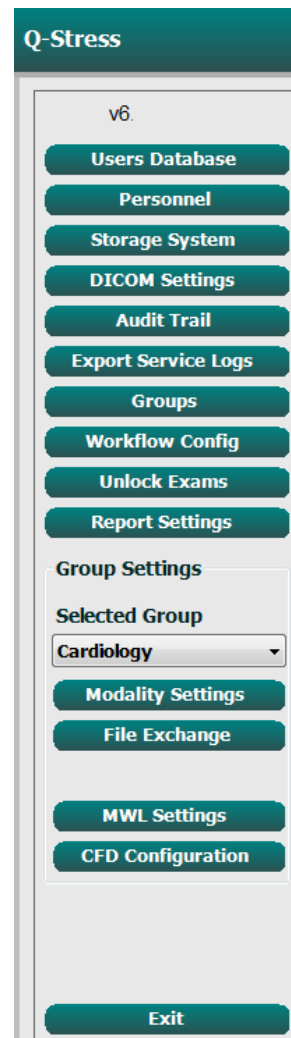 Q-Stress
v6.
Users Database
Personnel
Storage System
DICOM Settings
Audit Trail
Export Service Logs
Groups
Workflow Config
Unlock Exams
Report Settings
Group Settings
Selected Group
Cardiology
Modality Settings
File Exchange
MWL Settings
CFD Configuration
Exit